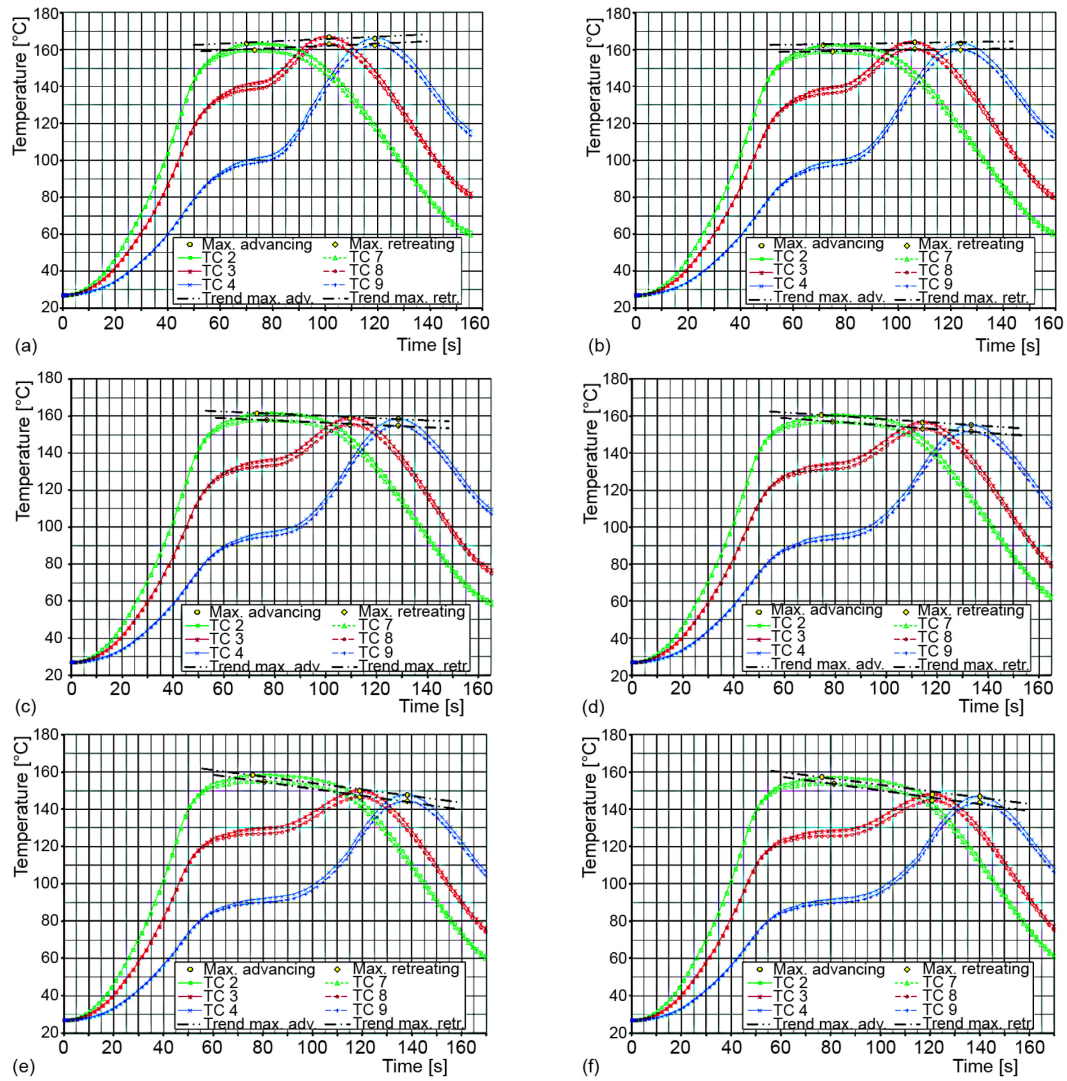 Temperature [°C]
180
160
140
120
100
80
60
40
20
Max. advancing Max. retreating
TC 2 TC 7
TC 3 TC 8
TC 4 TC 9
Trend max. adv. Trend max. retr.
0 20 40 60 80 100 120 140 160
(a) Time [s]
Temperature [°C]
180
160
140
120
100
80
60
40
20
Max. advancing Max. retreating
TC 2 TC 7
TC 3 TC 8
TC 4 TC 9
Trend max. adv. Trend max. retr.
0 20 40 60 80 100 120 140 160
(b) Time [s]
Temperature [°C]
180
160
140
120
100
80
60
40
20
Max. advancing Max. retreating
TC 2 TC 7
TC 3 TC 8
TC 4 TC 9
Trend max. adv. Trend max. retr.
0 20 40 60 80 100 120 140 160
(c) Time [s]
Temperature [°C]
180
160
140
120
100
80
60
40
20
Max. advancing Max. retreating
TC 2 TC 7
TC 3 TC 8
TC 4 TC 9
Trend max. adv. Trend max. retr.
0 20 40 60 80 100 120 140 160
(d) Time [s]
Temperature [°C]
180
160
140
120
100
80
60
40
20
Max. advancing Max. retreating
TC 2 TC 7
TC 3 TC 8
TC 4 TC 9
Trend max. adv. Trend max. retr.
0 20 40 60 80 100 120 140 160 170
(e) Time [s]
Temperature [°C]
180
160
140
120
100
80
60
40
20
Max. advancing Max. retreating
TC 2 TC 7
TC 3 TC 8
TC 4 TC 9
Trend max. adv. Trend max. retr.
0 20 40 60 80 100 120 140 160 170
(f) Time [s]